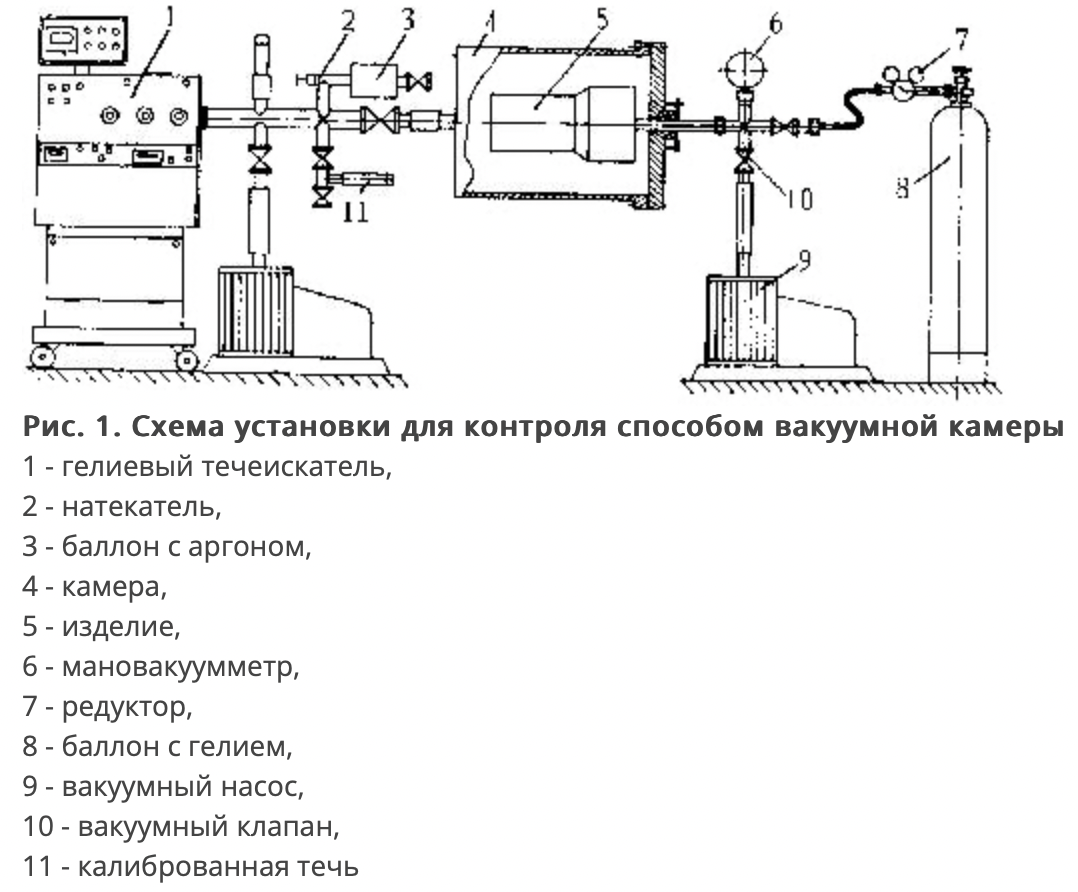 1
2
3
4
5
6
7
8
9
10
11
Рис. 1. Схема установки для контроля способом вакуумной камеры
1 - гелиевый течеискатель,
2 - натекатель,
3 - баллон с аргоном,
4 - камера,
5 - изделие,
6 - мановакуумметр,
7 - редуктор,
8 - баллон с гелием,
9 - вакуумный насос,
10 - вакуумный клапан,
11 - калиброванная течь